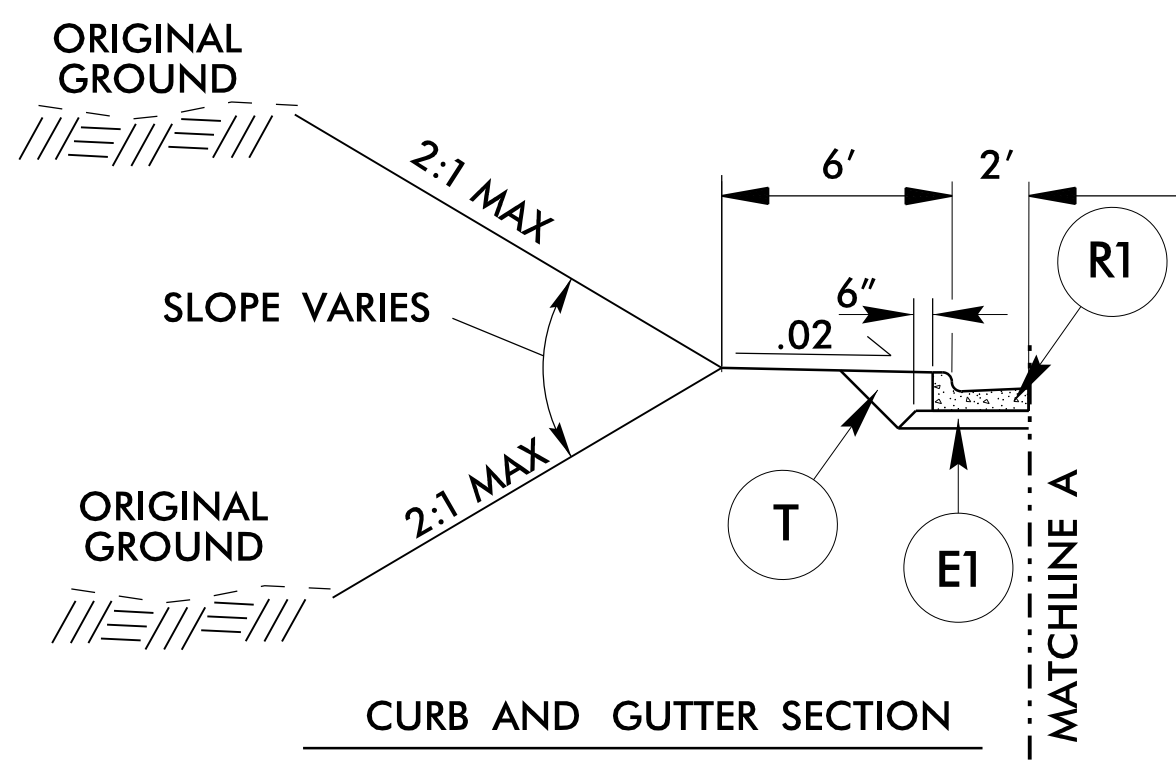 ORIGINAL
GROUND
2:1 MAX
6′
2′
R1
SLOPE VARIES
6″
.02
2:1 MAX
ORIGINAL
GROUND
T
E1
MATCHLINE A
CURB AND GUTTER SECTION